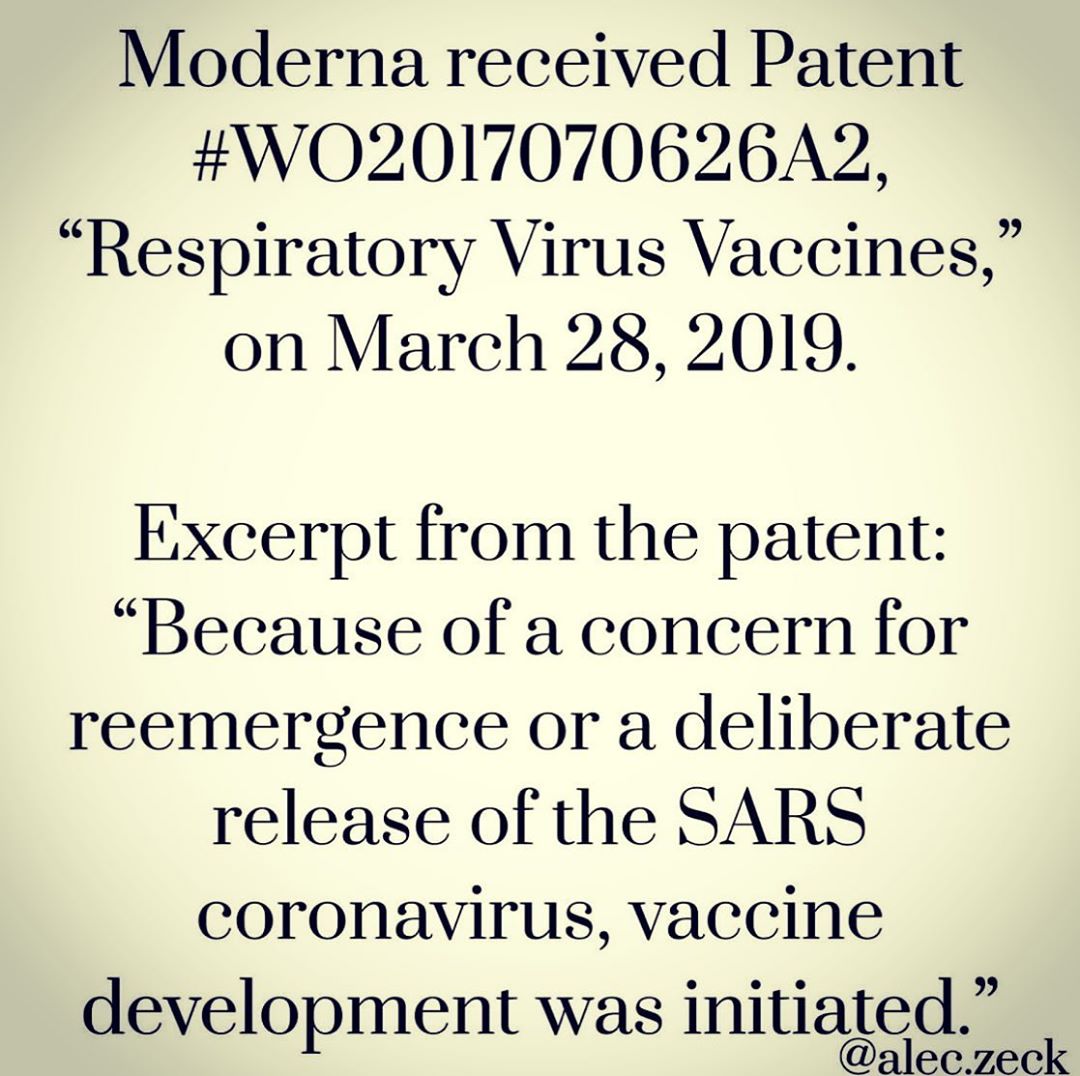 Moderna received Patent
#WO2017070626A2,
“Respiratory Virus Vaccines,”
on March 28, 2019.
Excerpt from the patent:
“Because of a concern for
reemergence or a deliberate
release of the SARS
coronavirus, vaccine
development was initiated.”
@alec.zeck